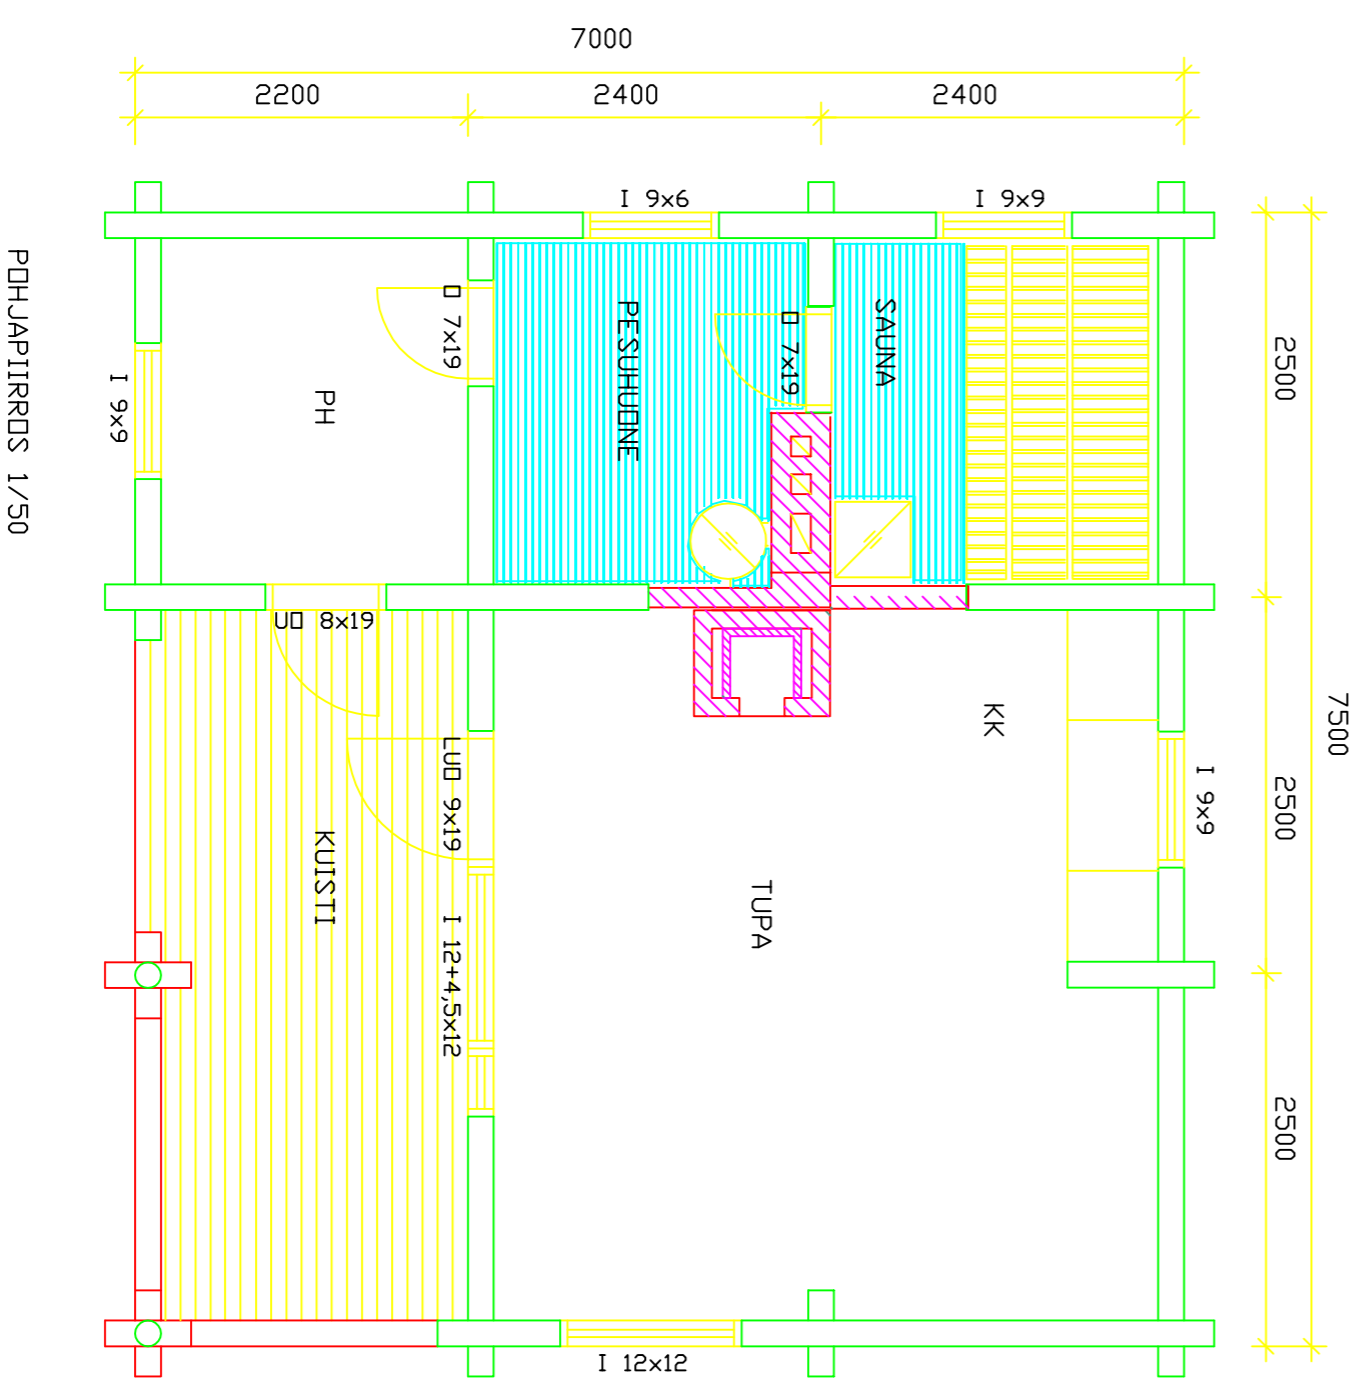 7000
2200
2400
2400
I 9x6
I 9x9
POHJAPIIRROS 1/50
I 9x9
PH
O 7x19
PESUHUONE
O 7x19
SAUNA
2500
UO 8x19
KK
7500
KUISTI
LUO 9x19
I 12+4,5x12
TUPA
I 9x9
2500
2500
I 12x12